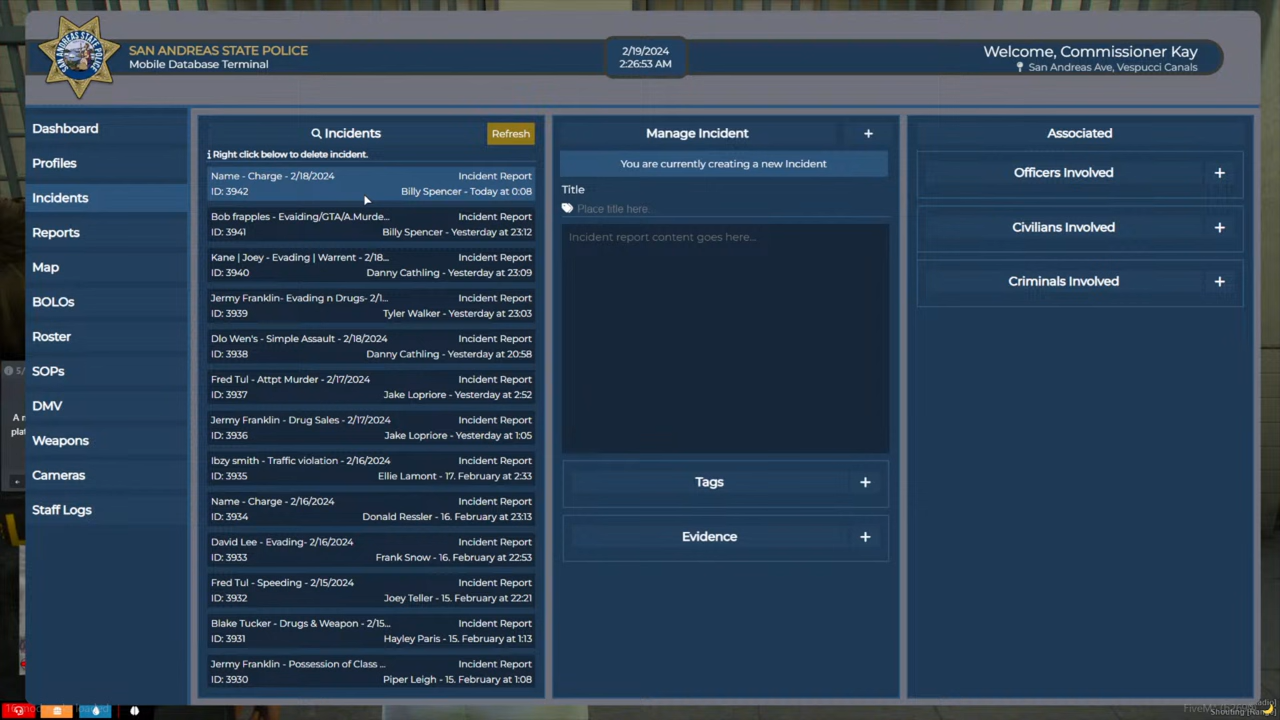 SAN ANDREAS STATE POLICE
Mobile Database Terminal
2/19/2024
2:26:53 AM
Welcome, Commissioner Kay
San Andreas Ave, Vespucci Canals
Dashboard
Profiles
Incidents
Reports
Map
BOLOs
Roster
SOPs
DMV
Weapons
Cameras
Staff Logs
Incidents
Refresh
Right click below to delete incident.
Name - Charge - 2/18/2024 Incident Report
ID: 3942 Billy Spencer - Today at 0:08
Bob frapples - Evaiding/GTA/A.Murde... Incident Report
ID: 3941 Billy Spencer - Yesterday at 23:12
Kane | Joey - Evading | Warrent - 2/18... Incident Report
ID: 3940 Danny Cathling - Yesterday at 23:09
Jermy Franklin- Evading n Drugs- 2/1... Incident Report
ID: 3939 Tyler Walker - Yesterday at 23:03
Dlo Wen's - Simple Assault - 2/18/2024 Incident Report
ID: 3938 Danny Cathling - Yesterday at 20:58
Fred Tul - Attpt Murder - 2/17/2024 Incident Report
ID: 3937 Jake Lopriore - Yesterday at 2:52
Jermy Franklin - Drug Sales - 2/17/2024 Incident Report
ID: 3936 Jake Lopriore - Yesterday at 1:05
Ibzy smith - Traffic violation - 2/16/2024 Incident Report
ID: 3935 Ellie Lamont - 17. February at 2:33
Name - Charge - 2/16/2024 Incident Report
ID: 3934 Donald Ressler - 16. February at 23:13
David Lee - Evading- 2/16/2024 Incident Report
ID: 3933 Frank Snow - 16. February at 22:53
Fred Tul - Speeding - 2/15/2024 Incident Report
ID: 3932 Joey Teller - 15. February at 22:21
Blake Tucker - Drugs & Weapon - 2/15... Incident Report
ID: 3931 Hayley Paris - 15. February at 1:13
Jermy Franklin - Possession of Class ... Incident Report
ID: 3930 Piper Leigh - 15. February at 1:08
Manage Incident +
You are currently creating a new Incident
Title
Place title here...
Incident report content goes here...
Tags +
Evidence +
Associated
Officers Involved +
Civilians Involved +
Criminals Involved +